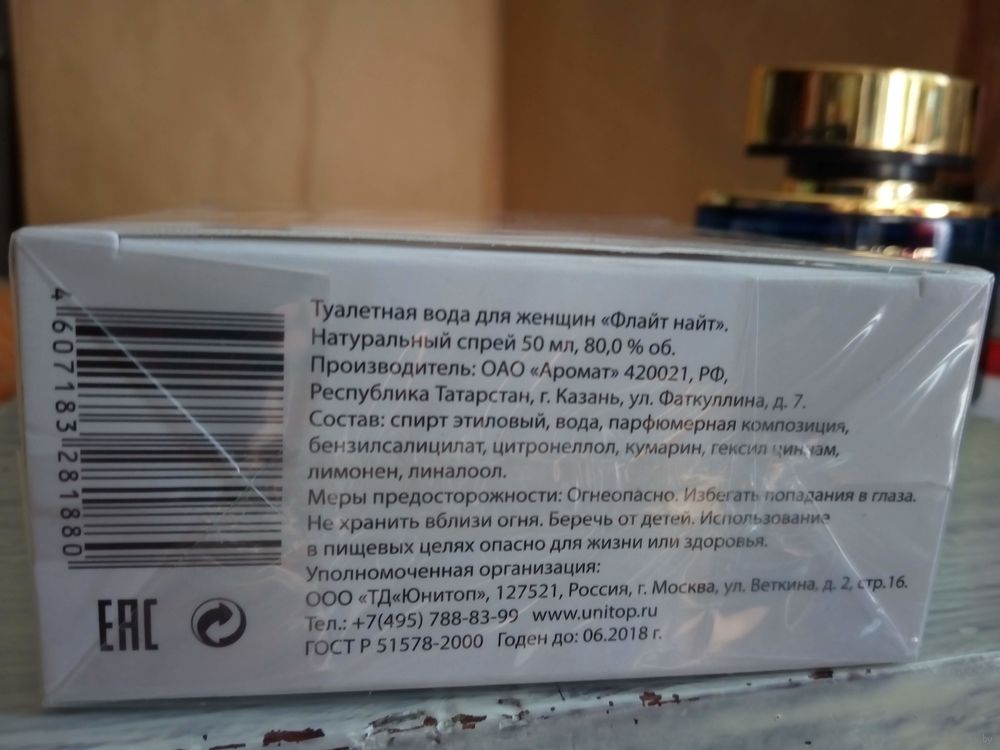 4 607183 281880
Туалетная вода для женщин «Флайт найт».
Натуральный спрей 50 мл, 80,0 % об.
Производитель: ОАО «Аромат» 420021, РФ,
Республика Татарстан, г. Казань, ул. Фаткуллина, д. 7.
Состав: спирт этиловый, вода, парфюмерная композиция,
бензилсалицилат, цитронеллол, кумарин, гексил циннам,
лимонен, линалоол.
Меры предосторожности: Огнеопасно. Избегать попадания в глаза.
Не хранить вблизи огня. Беречь от детей. Использование
в пищевых целях опасно для жизни или здоровья.
Уполномоченная организация:
ООО «ТД«Юнитоп», 127521, Россия, г. Москва, ул. Веткина, д. 2, стр.16.
Тел.: +7(495) 788-83-99 www.unitop.ru
ГОСТ Р 51578-2000 Годен до: 06.2018 г.
EAC